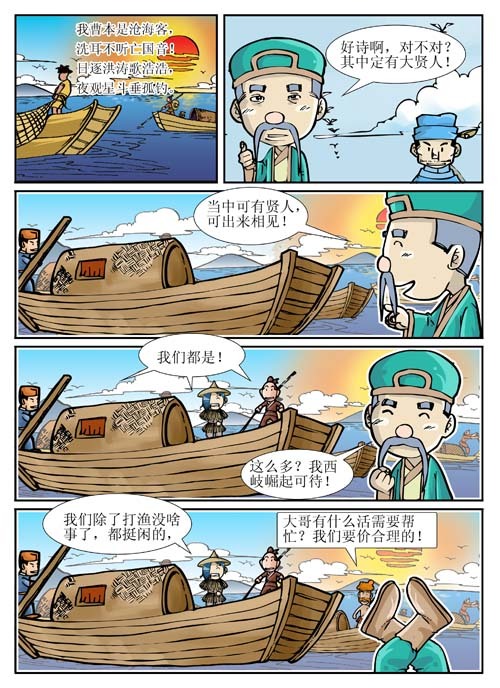 我曹本是沧海客，
洗耳不听亡国音！
日逐洪涛歌浩浩，
夜观星斗垂孤钓。
好诗啊，对不对？
其中定有大贤人！
当中可有贤人，
可出来相见！
我们都是！
这么多？我西
岐崛起可待！
我们除了打渔没啥
事了，都挺闲的，
大哥有什么活需要帮
忙？我们要价合理的！